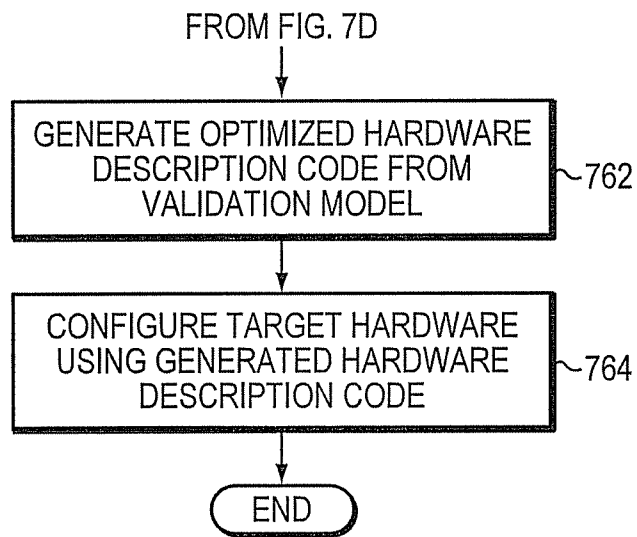 FROM FIG. 7D
GENERATE OPTIMIZED HARDWARE
DESCRIPTION CODE FROM
VALIDATION MODEL
762
CONFIGURE TARGET HARDWARE
USING GENERATED HARDWARE
DESCRIPTION CODE
764
END